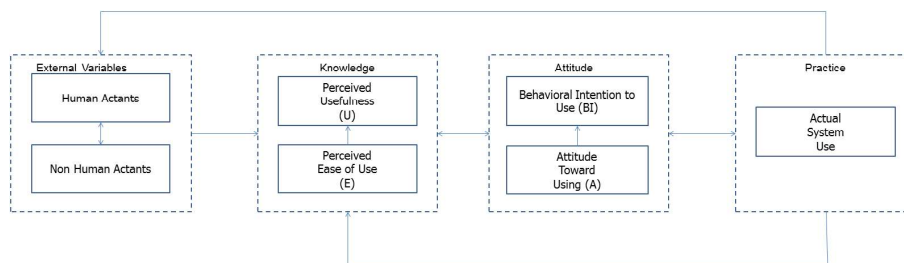 External Variables
Human Actants
Non Human Actants
Knowledge
Perceived
Usefulness
(U)
Perceived
Ease of Use
(E)
Attitude
Behavioral Intention to
Use (BI)
Attitude
Toward
Using (A)
Practice
Actual
System
Use